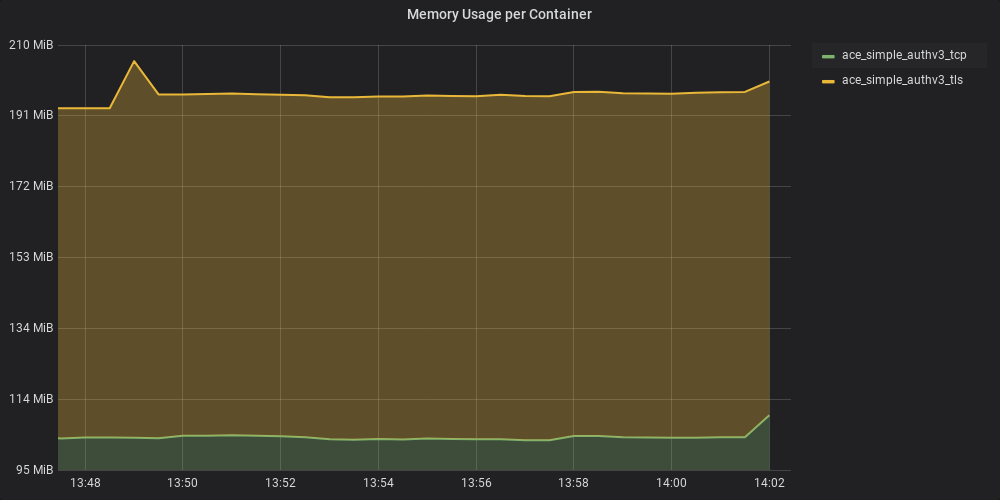 Memory Usage per Container
210 MiB
191 MiB
172 MiB
153 MiB
134 MiB
114 MiB
95 MiB
13:48 13:50 13:52 13:54 13:56 13:58 14:00 14:02
ace_simple_authv3_tcp
ace_simple_authv3_tls